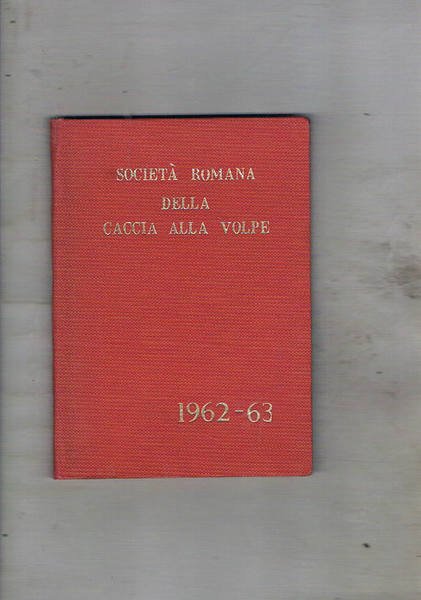 SOCIETÀ ROMANA
DELLA
CACCIA ALLA VOLPE
1962-63